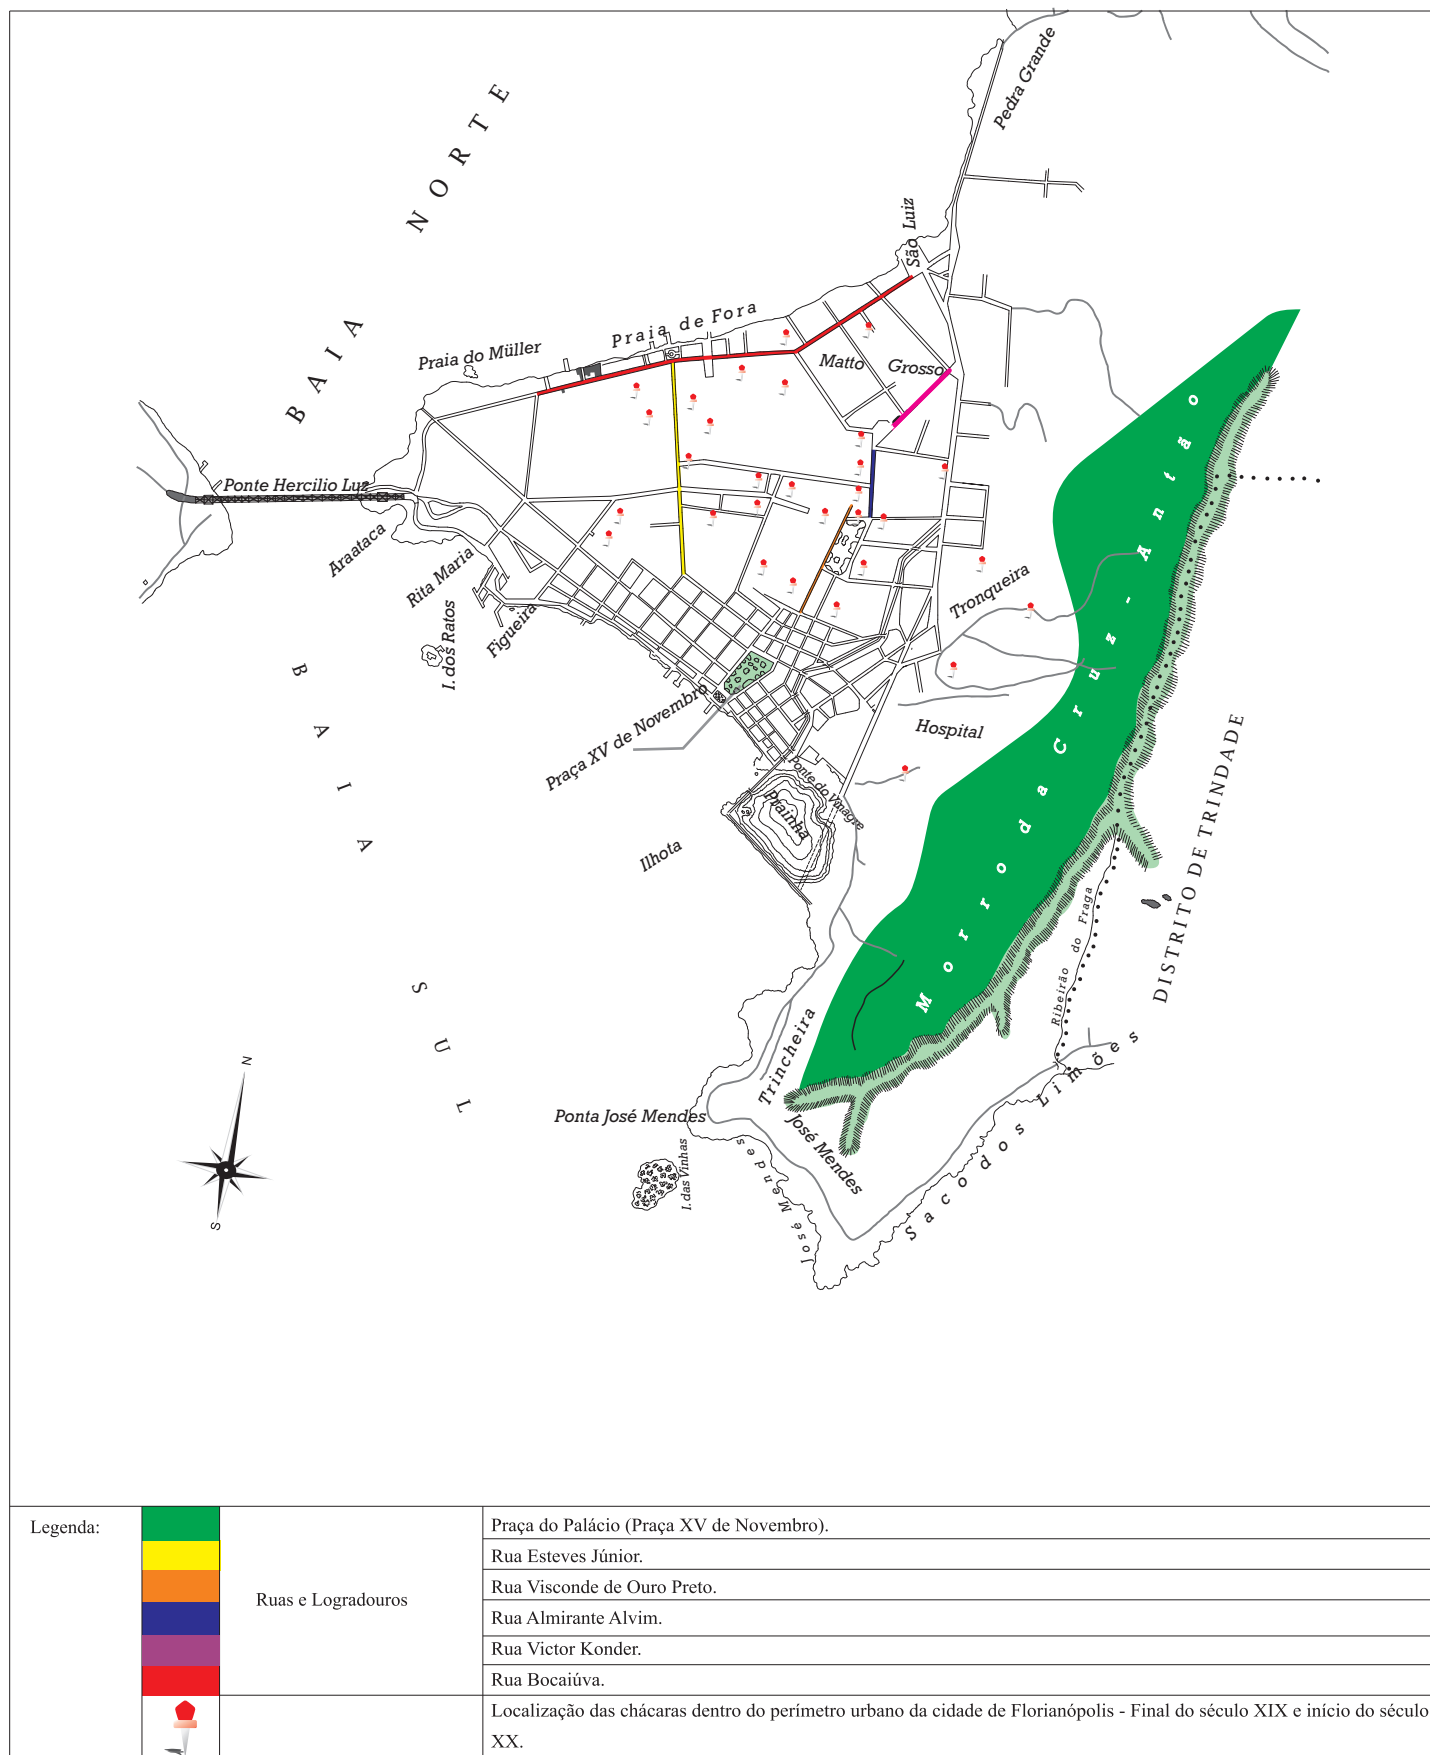 BAIA NORTE
Pedra Grande
São Luiz
Praia de Fora
Praia do Müller
Matto Grosso
Ponte Hercilio Luz
Araataca
Rita Maria
I. dos Ratos
Figueira
Tronqueira
Morro da Cruz - Antão
Praça XV de Novembro
Hospital
Ponte do Vinagre
Prainha
Ilhota
BAIA SUL
DISTRITO DE TRINDADE
Ribeirão do Fraga
Trincheira
Ponta José Mendes
José Mendes
I. das Vinhas
José Mendes
Saco dos Limões
N
S
Legenda:
Ruas e Logradouros
Praça do Palácio (Praça XV de Novembro).
Rua Esteves Júnior.
Rua Visconde de Ouro Preto.
Rua Almirante Alvim.
Rua Victor Konder.
Rua Bocaiúva.
Localização das chácaras dentro do perímetro urbano da cidade de Florianópolis - Final do século XIX e início do século
XX.